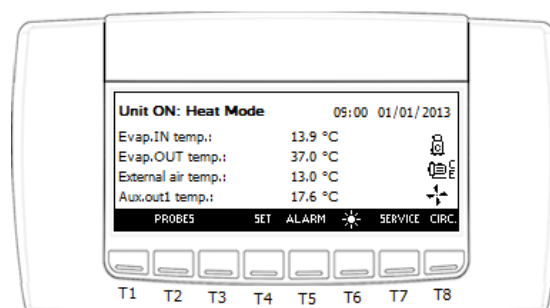 Unit ON: Heat Mode 09:00 01/01/2013
Evap.IN temp.: 13.9 °C
Evap.OUT temp.: 37.0 °C
External air temp.: 13.0 °C
Aux.out1 temp.: 17.6 °C
C
E
PROBES SET ALARM SERVICE CIRC.
T1 T2 T3 T4 T5 T6 T7 T8